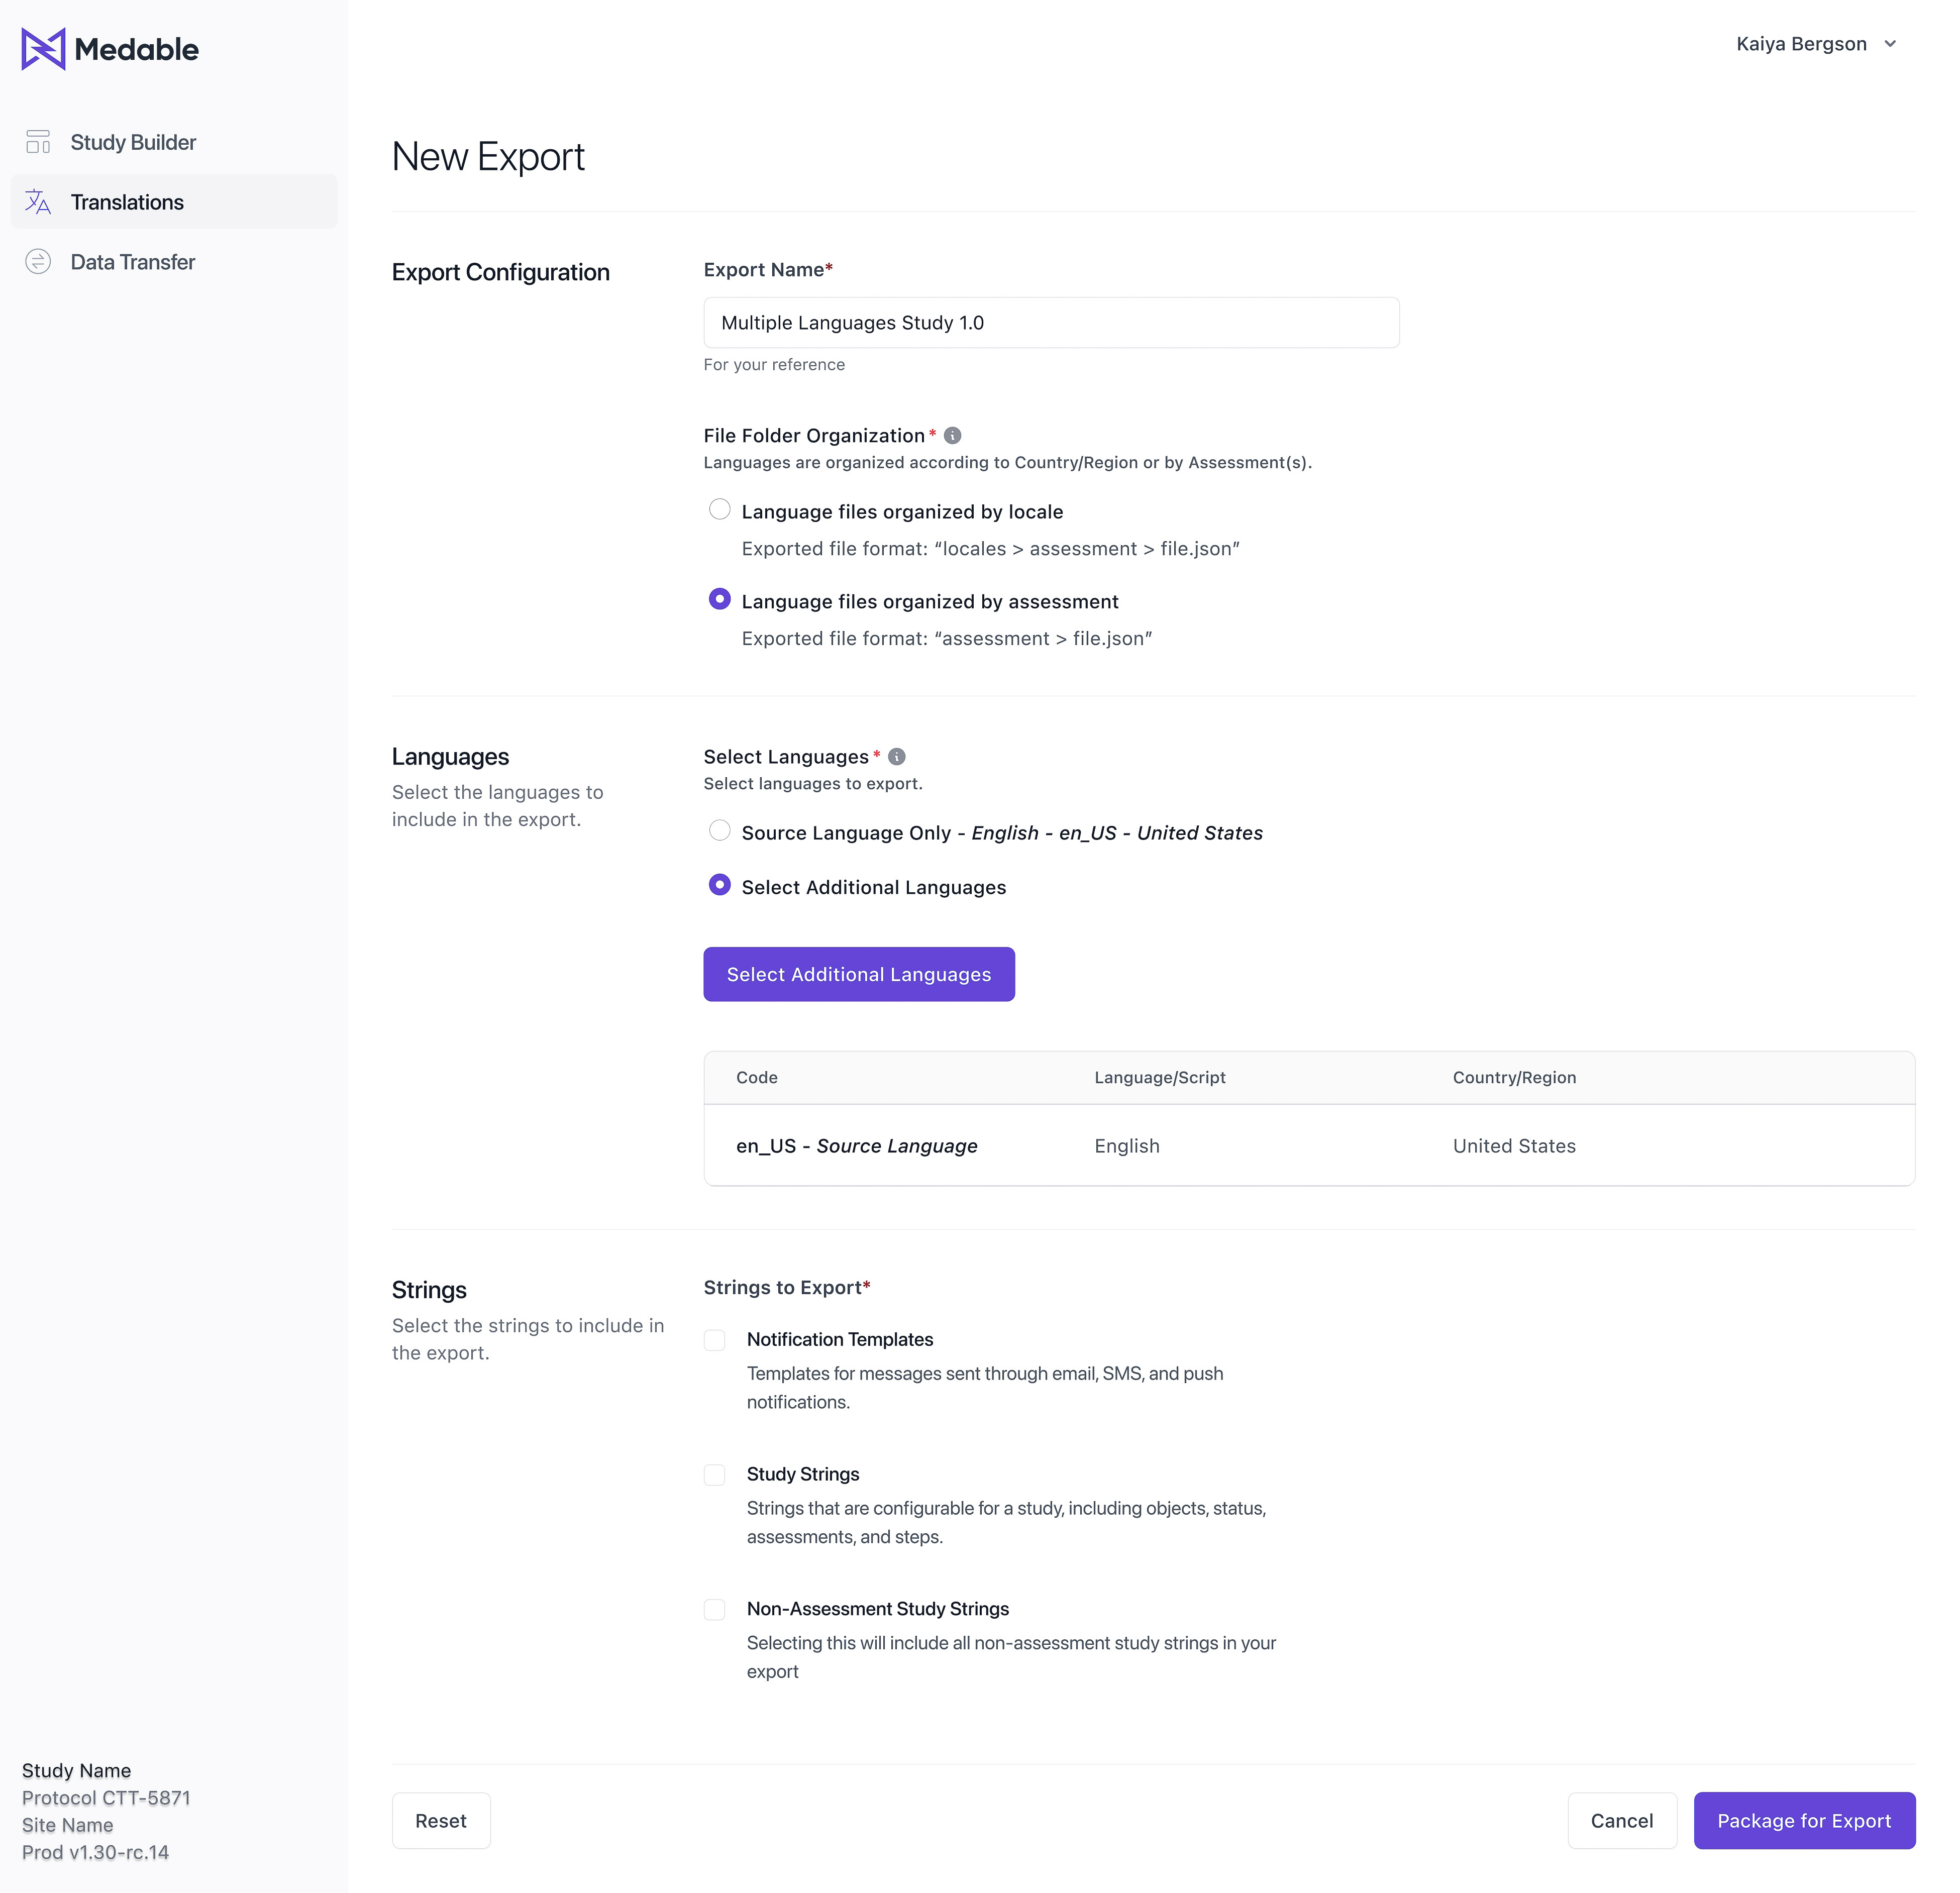 Medable
Kaiya Bergson
Study Builder
Translations
Data Transfer
New Export
Export Configuration
Export Name*
Multiple Languages Study 1.0
For your reference
File Folder Organization *
Languages are organized according to Country/Region or by Assessment(s).
Language files organized by locale
Exported file format: “locales > assessment > file.json”
Language files organized by assessment
Exported file format: “assessment > file.json”
Languages
Select the languages to
include in the export.
Select Languages *
Select languages to export.
Source Language Only - English - en_US - United States
Select Additional Languages
Select Additional Languages
Code Language/Script Country/Region
en_US - Source Language English United States
Strings
Select the strings to include in
the export.
Strings to Export*
Notification Templates
Templates for messages sent through email, SMS, and push
notifications.
Study Strings
Strings that are configurable for a study, including objects, status,
assessments, and steps.
Non-Assessment Study Strings
Selecting this will include all non-assessment study strings in your
export
Study Name
Protocol CTT-5871
Site Name
Prod v1.30-rc.14
Reset
Cancel
Package for Export